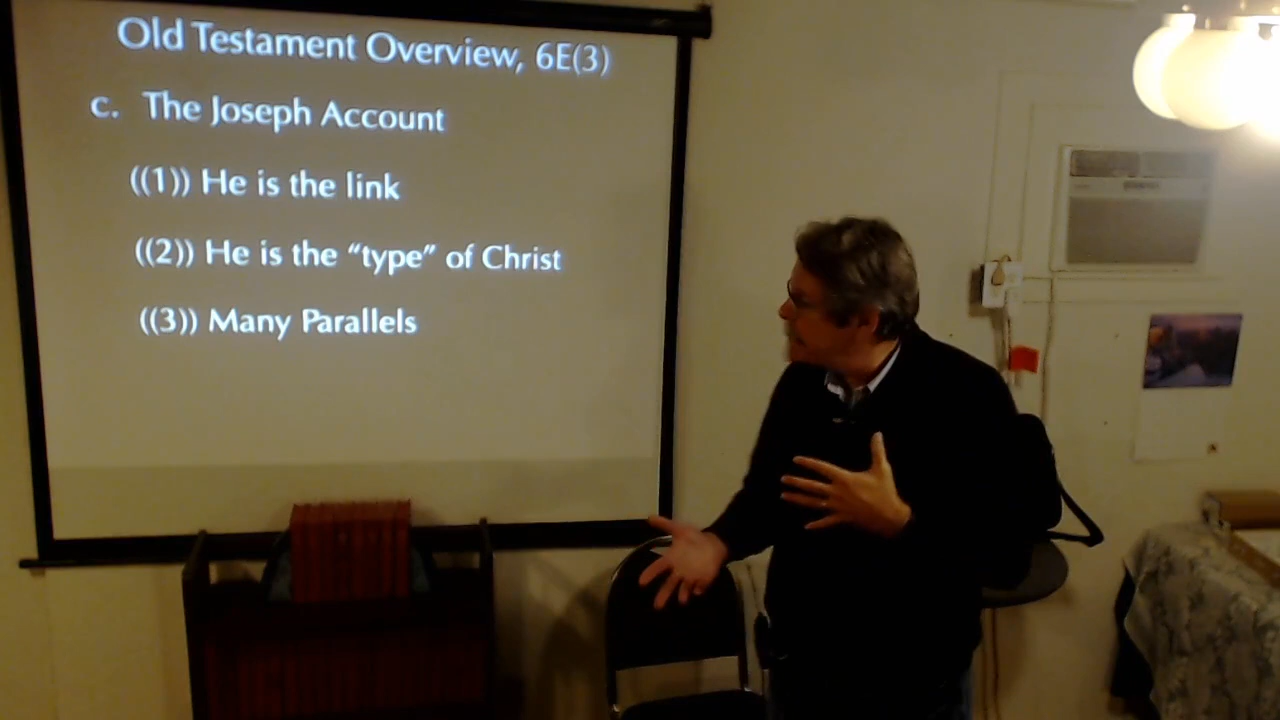 Old Testament Overview, 6E(3)
c. The Joseph Account
((1)) He is the link
((2)) He is the “type” of Christ
((3)) Many Parallels